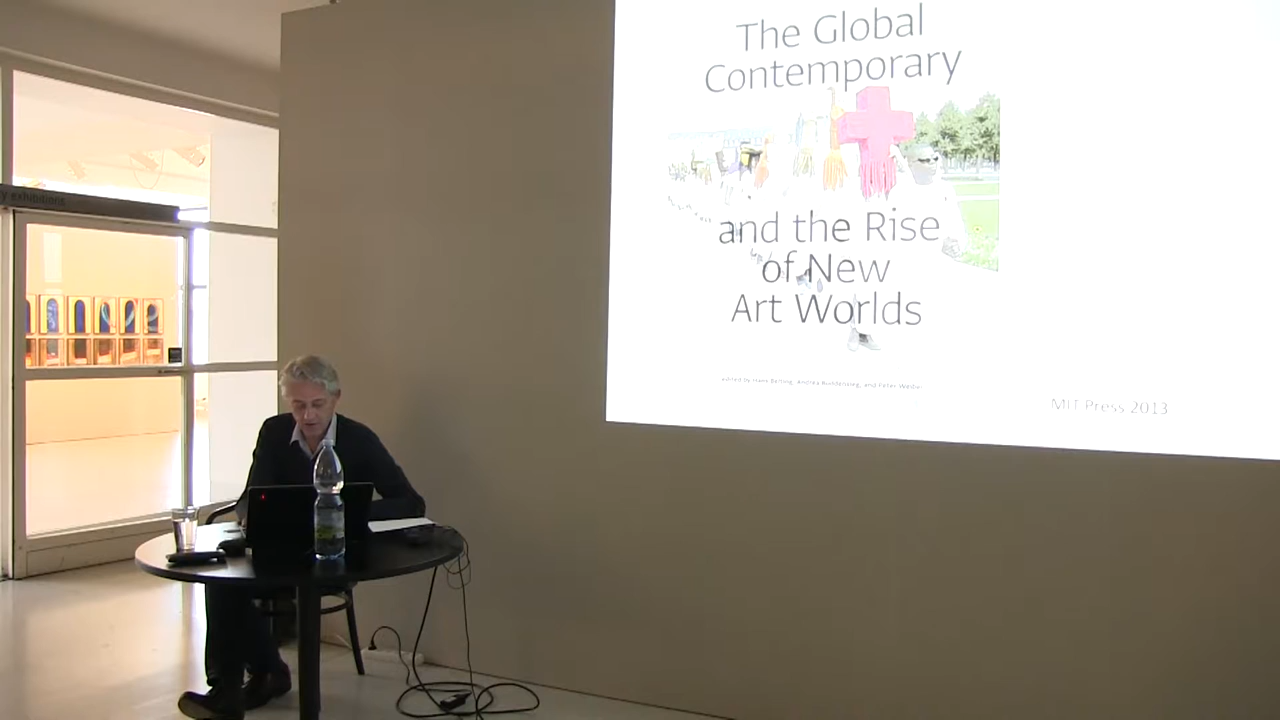 The Global
Contemporary
and the Rise
of New
Art Worlds
edited by Hans Belting, Andrea Buddensieg, and Peter Weibel
MIT Press 2013
y exhibitions